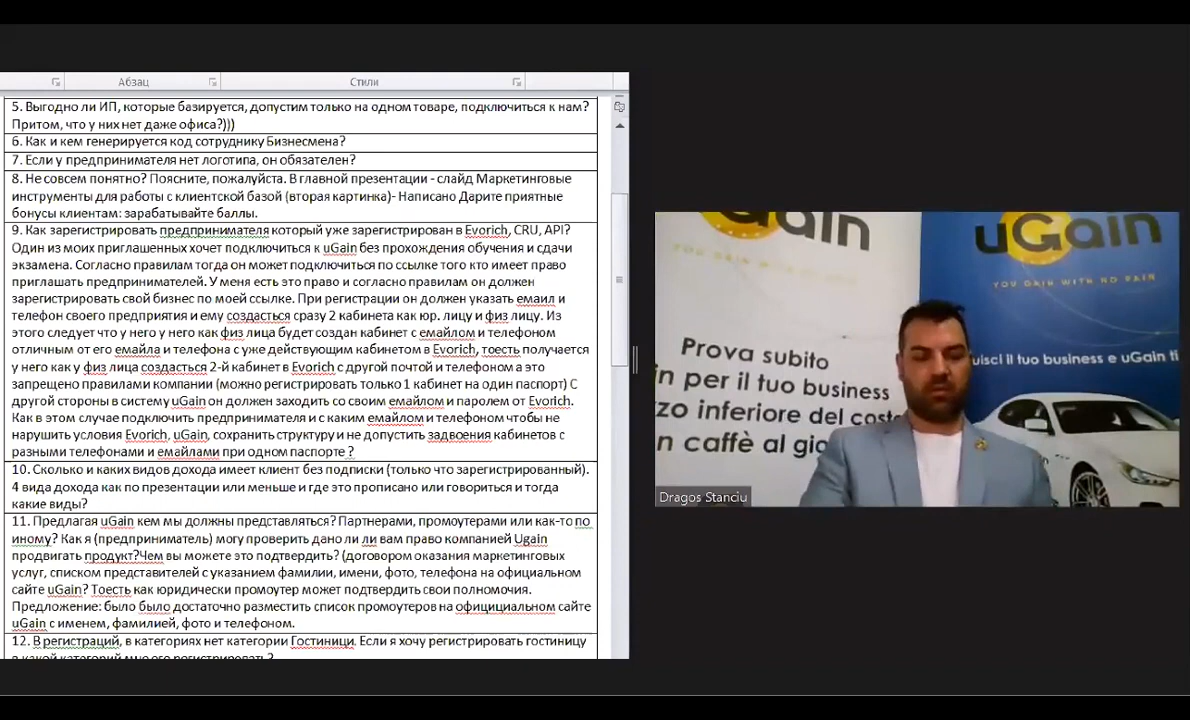 Абзац
Стили
5. Выгодно ли ИП, которые базируется, допустим только на одном товаре, подключиться к нам?
Притом, что у них нет даже офиса?)))
6. Как и кем генерируется код сотруднику Бизнесмена?
7. Если у предпринимателя нет логотипа, он обязателен?
8. Не совсем понятно? Поясните, пожалуйста. В главной презентации - слайд Маркетинговые
инструменты для работы с клиентской базой (вторая картинка)- Написано Дарите приятные
бонусы клиентам: зарабатывайте баллы.
9. Как зарегистрировать предпринимателя который уже зарегистрирован в Evorich, CRU, API?
Один из моих приглашенных хочет подключиться к uGain без прохождения обучения и сдачи
экзамена. Согласно правилам тогда он может подключиться по ссылке того кто имеет право
приглашать предпринимателей. У меня есть это право и согласно правилам он должен
зарегистрировать свой бизнес по моей ссылке. При регистрации он должен указать емаил и
телефон своего предприятия и ему создасться сразу 2 кабинета как юр. лицу и физ лицу. Из
этого следует что у него у него как физ лица будет создан кабинет с емайлом и телефоном
отличным от его емайла и телефона с уже действующим кабинетом в Evorich, тоесть получается
у него как у физ лица создасться 2-й кабинет в Evorich с другой почтой и телефоном а это
запрещено правилами компании (можно регистрировать только 1 кабинет на один паспорт) С
другой стороны в систему uGain он должен заходить со своим емайлом и паролем от Evorich.
Как в этом случае подключить предпринимателя и с каким емайлом и телефоном чтобы не
нарушить условия Evorich, uGain, сохранить структуру и не допустить задвоения кабинетов с
разными телефонами и емайлами при одном паспорте ?
10. Сколько и каких видов дохода имеет клиент без подписки (только что зарегистрированный).
4 вида дохода как по презентации или меньше и где это прописано или говориться и тогда
какие виды?
11. Предлагая uGain кем мы должны представляться? Партнерами, промоутерами или как-то по
иному? Как я (предприниматель) могу проверить дано ли ли вам право компанией Ugain
продвигать продукт?Чем вы можете это подтвердить? (договором оказания маркетинговых
услуг, списком представителей с указанием фамилии, имени, фото, телефона на официальном
сайте uGain? Тоесть как юридически промоутер может подтвердить свои полномочия.
Предложение: было было достаточно разместить список промоутеров на официциальном сайте
uGain с именем, фамилией, фото и телефоном.
12. В регистраций, в категориях нет категории Гостиници. Если я хочу регистрировать гостиницу
в какой категорий мне его регистрировать?
uGain
YOU GAIN WITH NO PAIN
Prova subito
n per il tuo business
zo inferiore del costo
n caffè al gio
uisci il tuo business e uGain ti
Dragos Stanciu